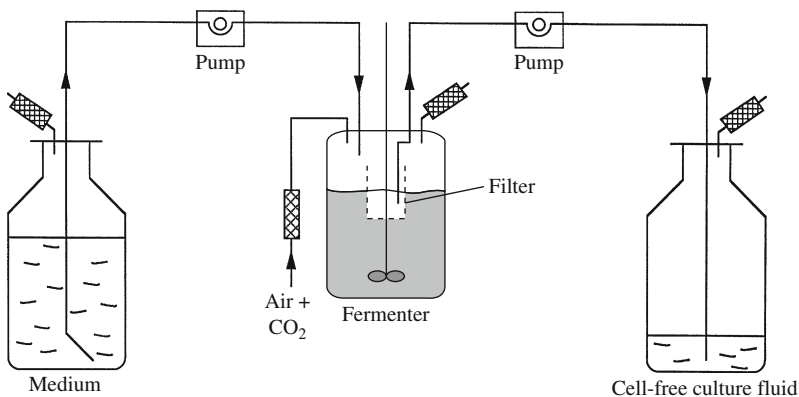 Pump
Pump
Filter
Air +
CO₂
Fermenter
Medium
Cell-free culture fluid